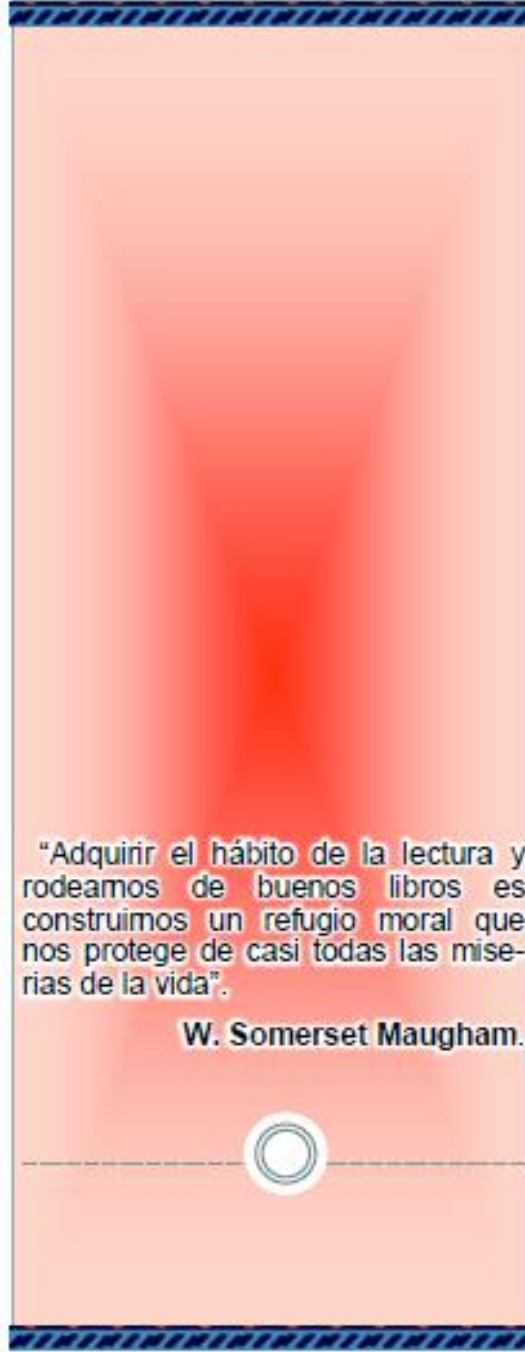 “Adquirir el hábito de la lectura y
rodearnos de buenos libros es
construirnos un refugio moral que
nos protege de casi todas las mise-
rias de la vida”.
W. Somerset Maugham.